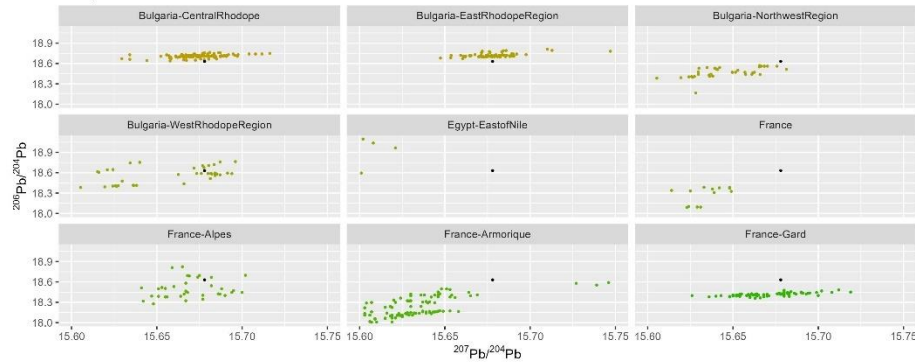 Bulgaria-CentralRhodope
Bulgaria-EastRhodopeRegion
Bulgaria-NorthwestRegion
18.9
18.6
18.3
18.0
Bulgaria-WestRhodopeRegion
Egypt-EastofNile
France
18.9
18.6
18.3
18.0
²⁰⁶Pb/²⁰⁴Pb
France-Alpes
France-Armorique
France-Gard
18.9
18.6
18.3
18.0
15.60 15.65 15.70 15.75 15.60 15.65 15.70 15.75 15.60 15.65 15.70 15.75
²⁰⁷Pb/²⁰⁴Pb